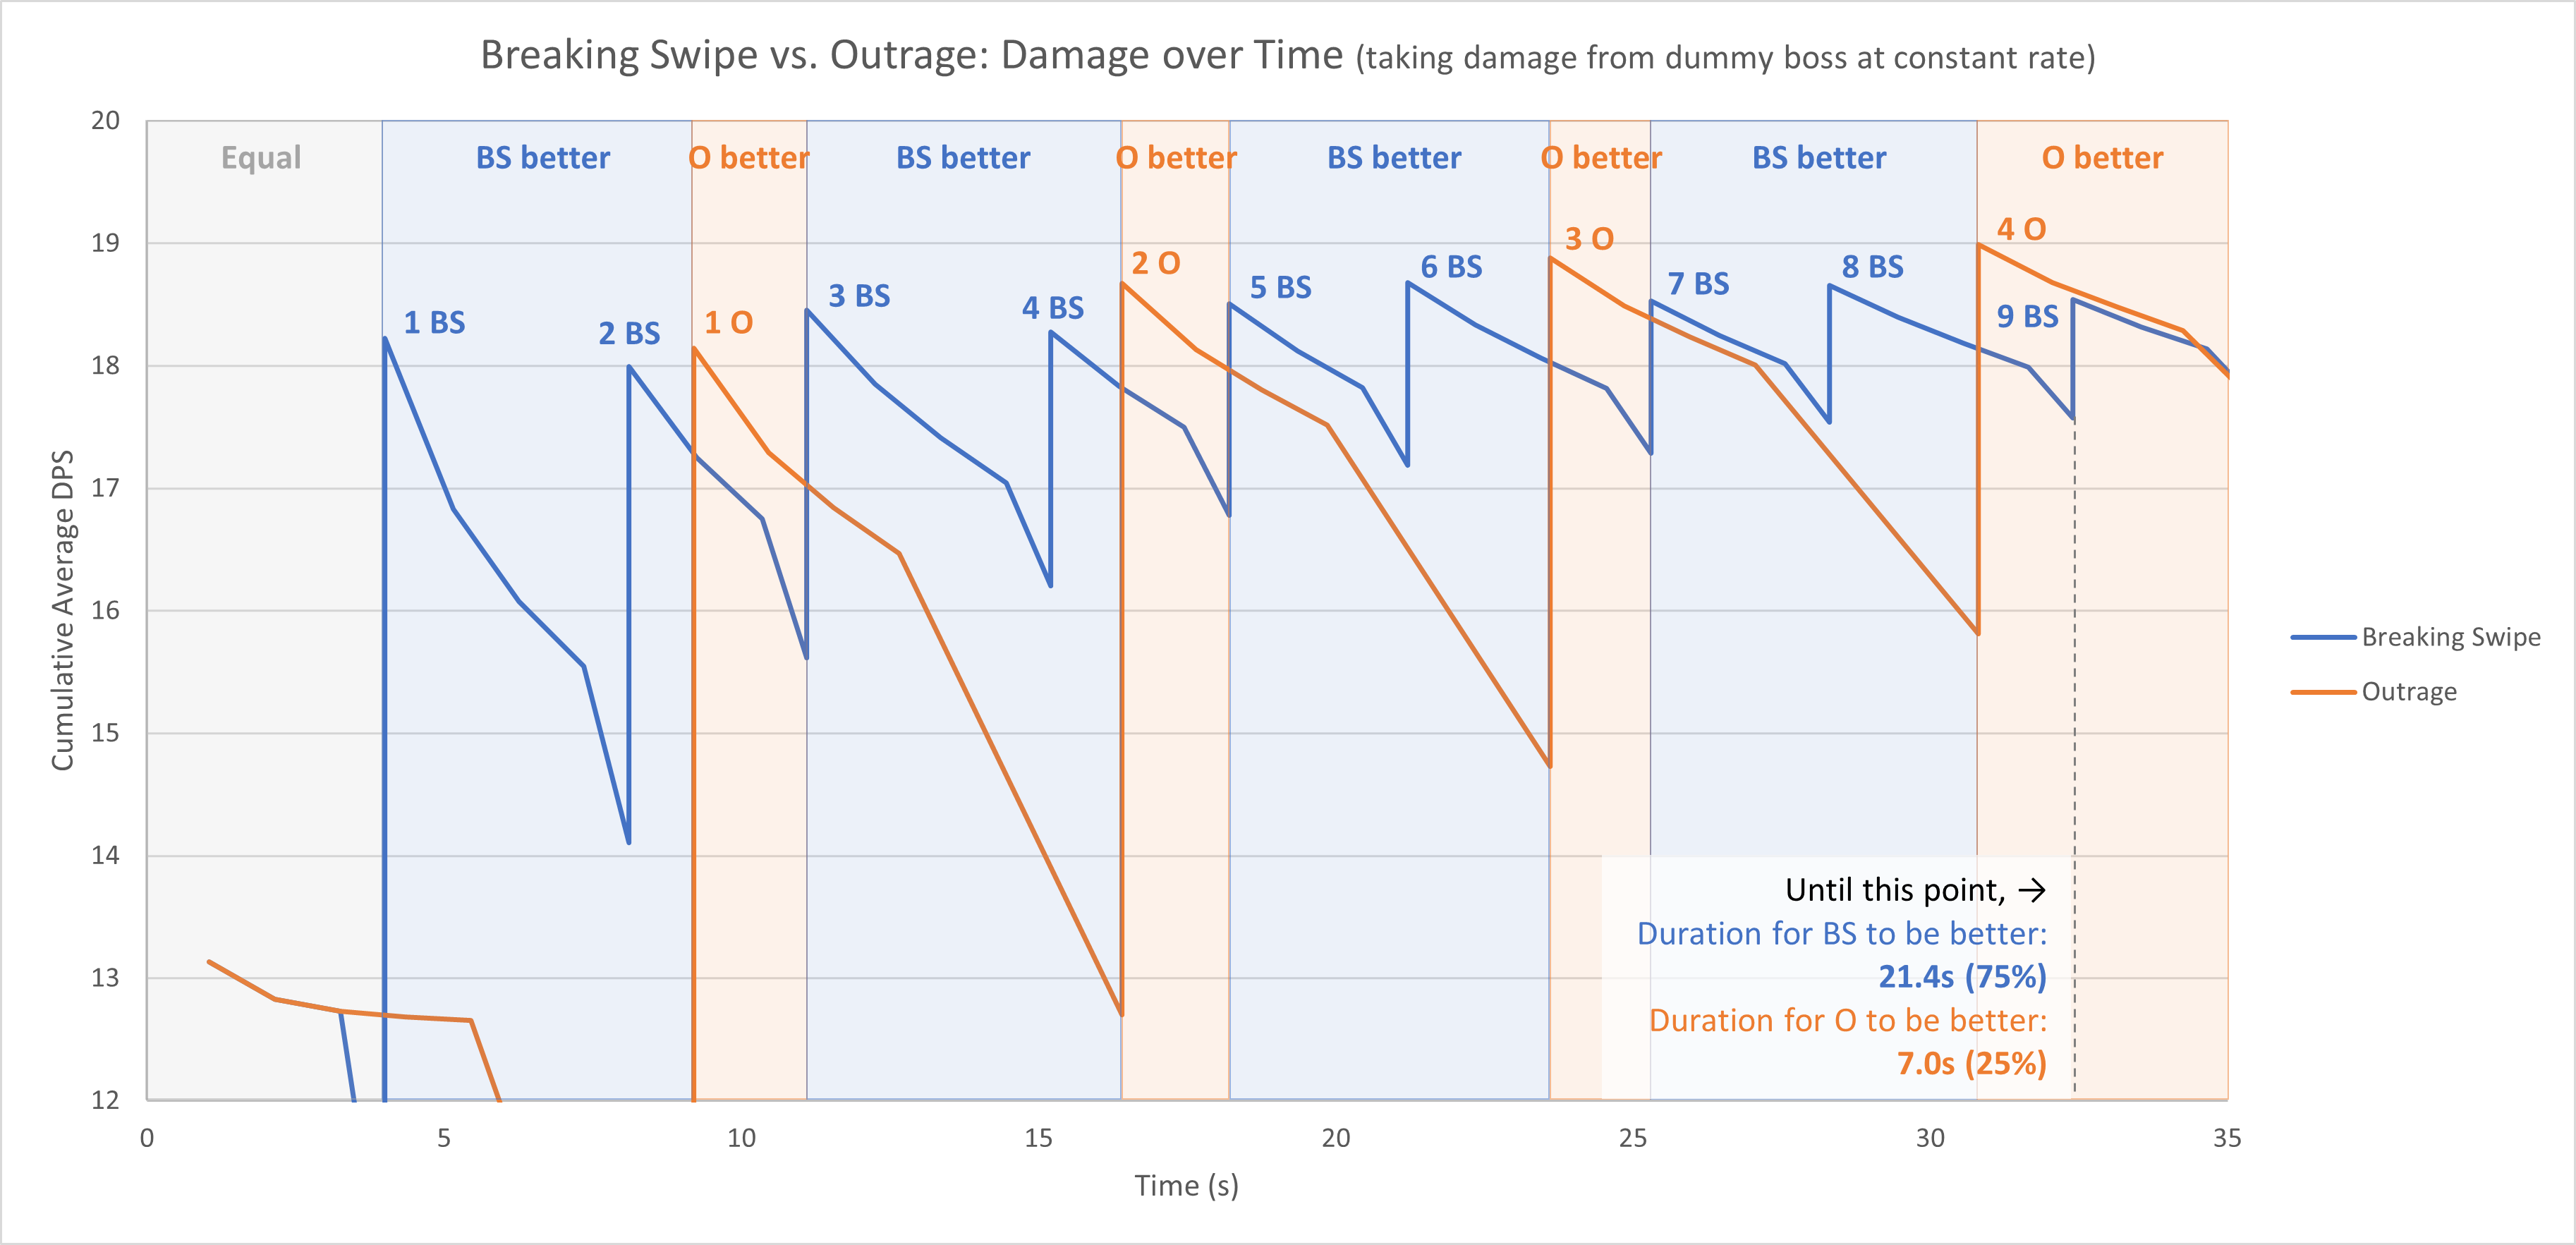 Breaking Swipe vs. Outrage: Damage over Time (taking damage from dummy boss at constant rate)
Equal
BS better
O better
BS better
O better
BS better
O better
BS better
O better
1 BS
2 BS
1 O
3 BS
4 BS
2 O
5 BS
6 BS
3 O
7 BS
8 BS
4 O
9 BS
Until this point, →
Duration for BS to be better:
21.4s (75%)
Duration for O to be better:
7.0s (25%)
Cumulative Average DPS
20
19
18
17
16
15
14
13
12
0
5
10
15
20
25
30
35
Time (s)
Breaking Swipe
Outrage